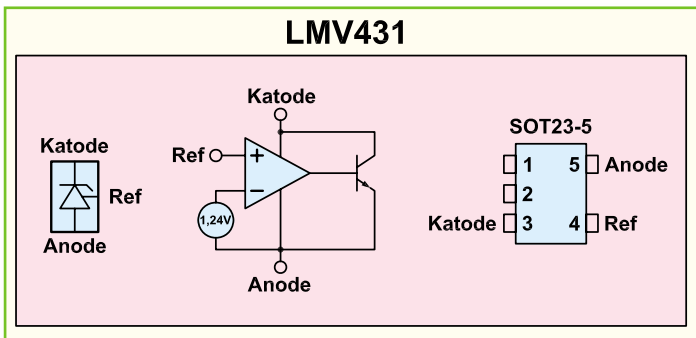 LMV431
Katode
Ref
Anode
Katode
Ref
+
−
1,24V
Anode
SOT23-5
1 5 Anode
2
Katode 3 4 Ref